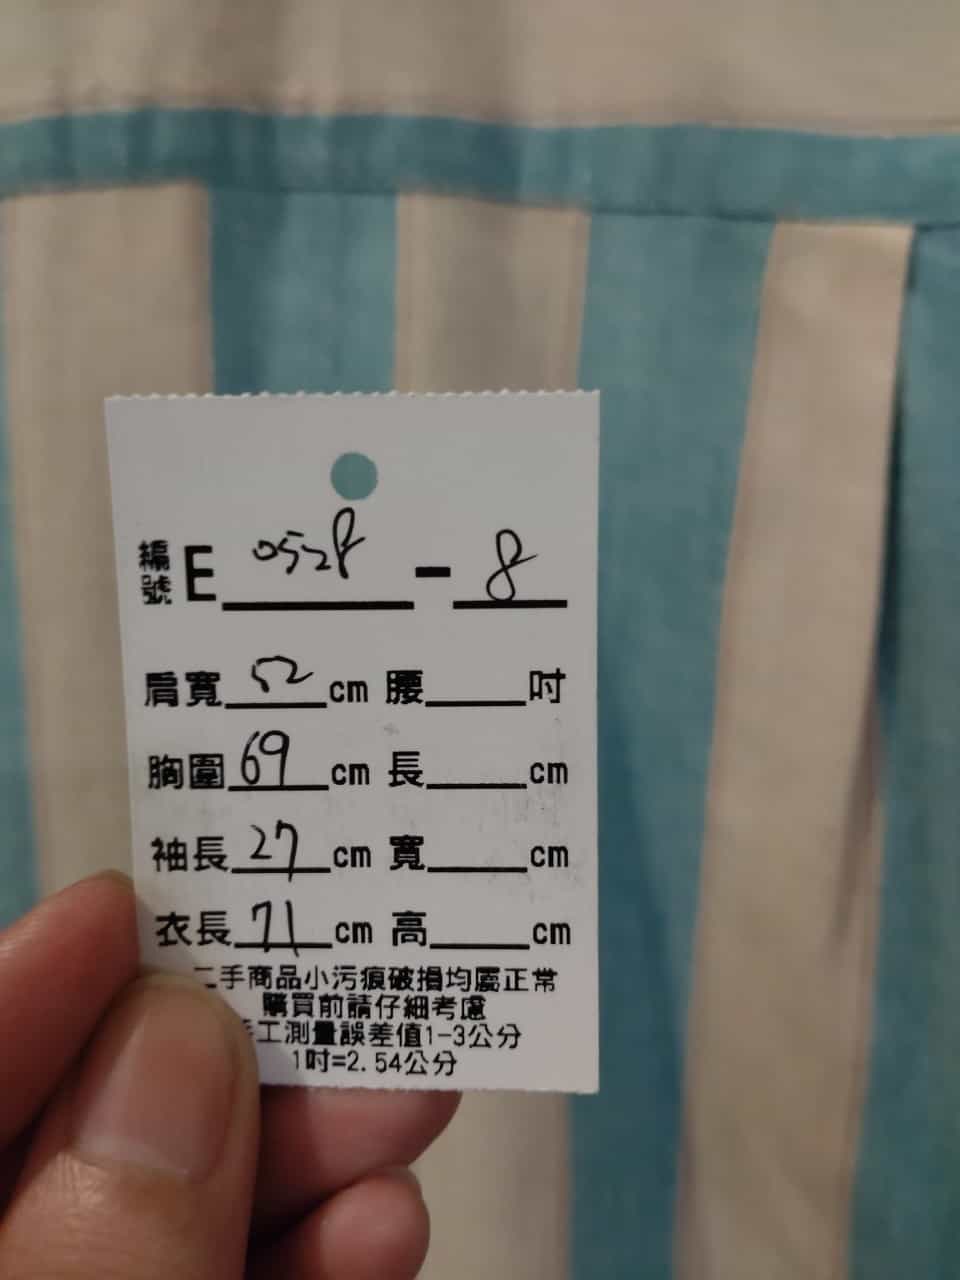 編號 E 0528 - 8
肩寬 52 cm 腰 吋
胸圍 69 cm 長 cm
袖長 27 cm 寬 cm
衣長 71 cm 高 cm
二手商品小污痕破損均屬正常
購買前請仔細考慮
手工測量誤差值1-3公分
1吋=2.54公分